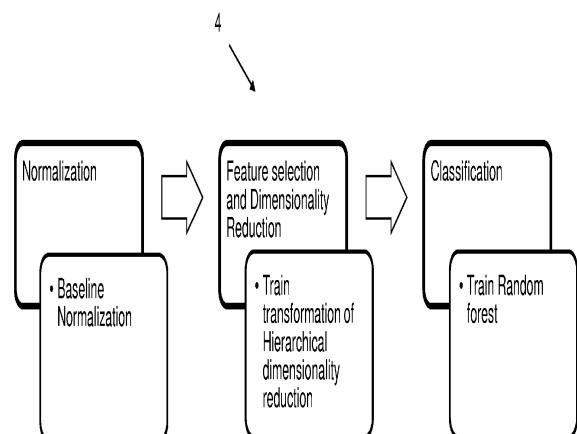 4
Normalization
• Baseline
Normalization
Feature selection
and Dimensionality
Reduction
• Train
transformation of
Hierarchical
dimensionality
reduction
Classification
• Train Random
forest